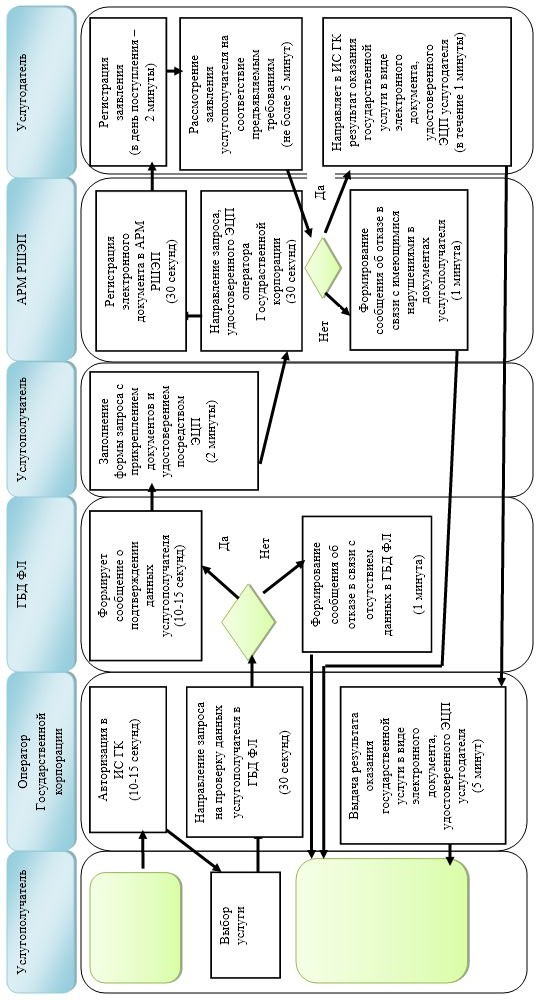 Услугополучатель
Оператор
Государственной
корпорации
ГБД ФЛ
Услугополучатель
АРМ РШЭП
Услугодатель
Выбор
услуги
Авторизация в
ИС ГК
(10-15 секунд)
Направление запроса
на проверку данных
услугополучателя в
ГБД ФЛ
(30 секунд)
Выдача результата
оказания
государственной
услуги в виде
электронного
документа,
удостоверенного ЭЦП
услугодателя
(5 минут)
Формирует
сообщение о
подтверждении
данных
услугополучателя
(10-15 секунд)
Да
Нет
Формирование
сообщения об
отказе в связи с
отсутствием
данных в ГБД ФЛ
(1 минута)
Заполнение
формы запроса с
прикреплением
документов и
удостоверением
посредством
ЭЦП
(2 минуты)
Регистрация
электронного
документа в АРМ
РШЭП
(30 секунд)
Направление запроса,
удостоверенного ЭЦП
оператора
Госудраственной
корпорации
(30 секунд)
Нет
Да
Формирование
сообщения об отказе в
связи с имеющимися
нарушениями в
документах
услугополучателя
(1 минута)
Регистрация
заявления
(в день поступления –
2 минуты)
Рассмотрение
заявления
услугополучателя на
соответствие
предъявляемым
требованиям
(не более 5 минут)
Направляет в ИС ГК
результат оказания
государственной
услуги в виде
электронного
документа,
удостоверенного
ЭЦП услугодателя
(в течение 1 минуты)